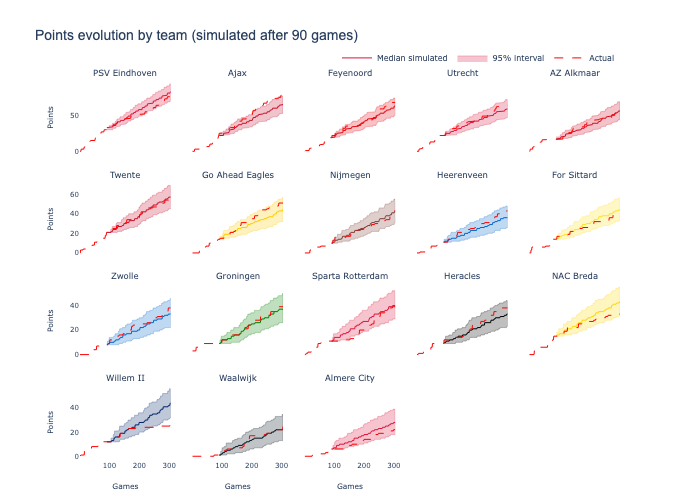 Points evolution by team (simulated after 90 games)
Median simulated 95% interval Actual
PSV Eindhoven Ajax Feyenoord Utrecht AZ Alkmaar
Points
50
0
Twente Go Ahead Eagles Nijmegen Heerenveen For Sittard
Points
60
40
20
0
Zwolle Groningen Sparta Rotterdam Heracles NAC Breda
Points
40
20
0
Willem II Waalwijk Almere City
Points
40
20
0
100 200 300 100 200 300 100 200 300
Games Games